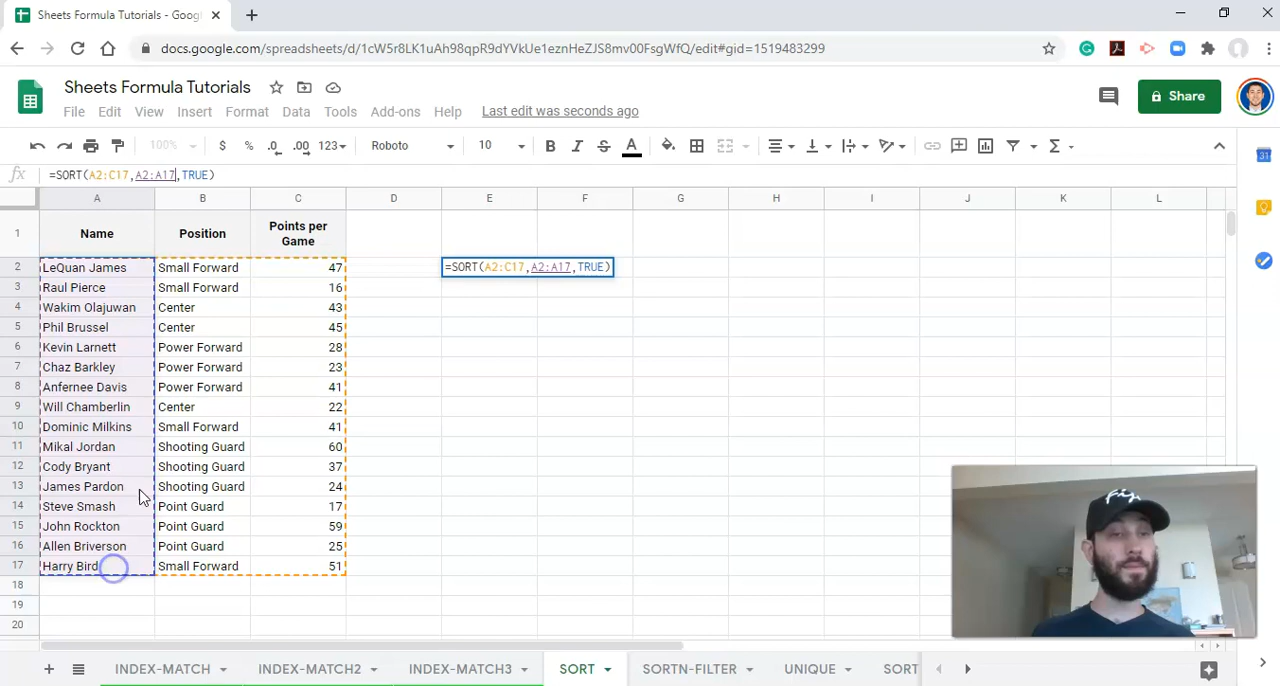 Sheets Formula Tutorials - Goog
docs.google.com/spreadsheets/d/1cW5r8LK1uAh98qpR9dYVkUe1eznHeZJS8mv00FsgWfQ/edit#gid=1519483299
Sheets Formula Tutorials
Share
File Edit View Insert Format Data Tools Add-ons Help Last edit was seconds ago
100% $ % .0 .00 123 Roboto 10 B I S A Σ
fx =SORT(A2:C17,A2:A17,TRUE)
A B C D E F G H I J K L
1 Name Position Points per Game
2 LeQuan James Small Forward 47 =SORT(A2:C17,A2:A17,TRUE)
3 Raul Pierce Small Forward 16
4 Wakim Olajuwan Center 43
5 Phil Brussel Center 45
6 Kevin Larnett Power Forward 28
7 Chaz Barkley Power Forward 23
8 Anfernee Davis Power Forward 41
9 Will Chamberlin Center 22
10 Dominic Milkins Small Forward 41
11 Mikal Jordan Shooting Guard 60
12 Cody Bryant Shooting Guard 37
13 James Pardon Shooting Guard 24
14 Steve Smash Point Guard 17
15 John Rockton Point Guard 59
16 Allen Briverson Point Guard 25
17 Harry Bird Small Forward 51
18
19
20
INDEX-MATCH INDEX-MATCH2 INDEX-MATCH3 SORT SORTN-FILTER UNIQUE SORT